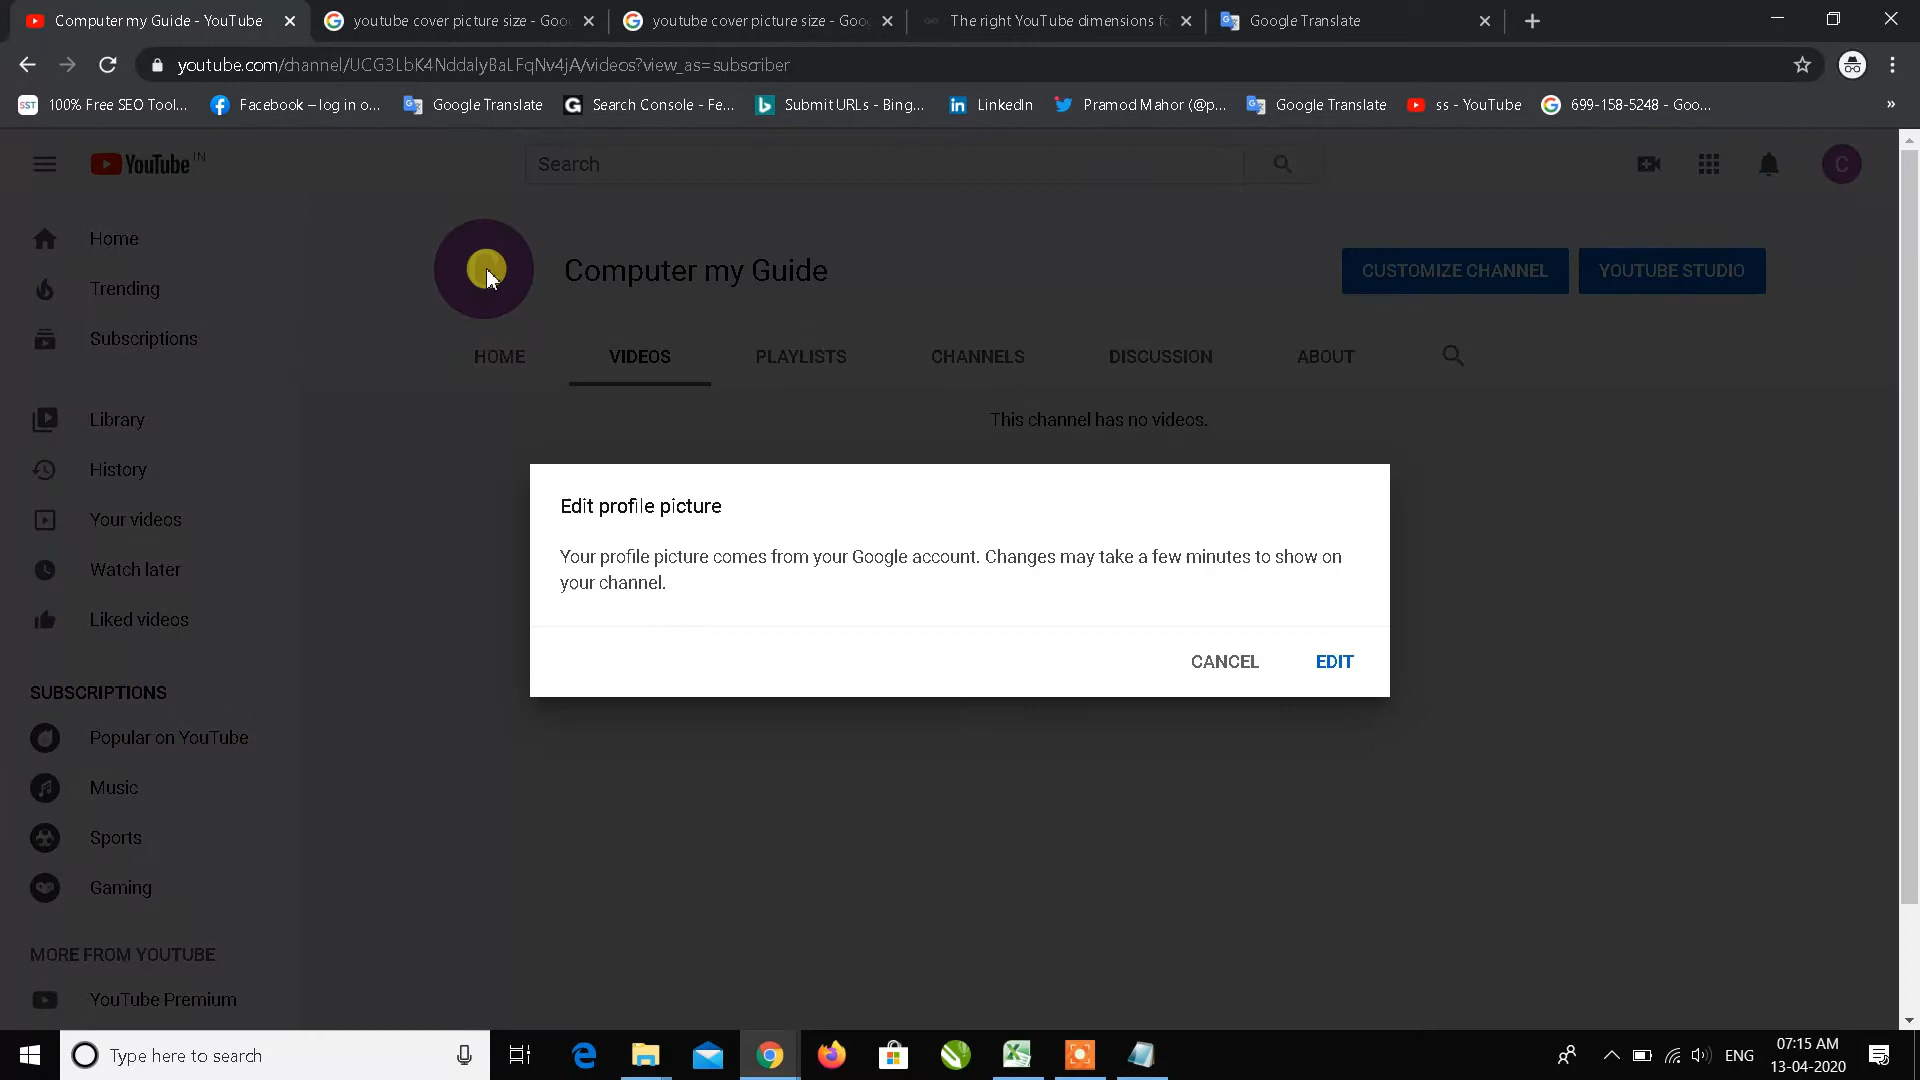 Computer my Guide - YouTube
youtube cover picture size - Goo
youtube cover picture size - Goo
The right YouTube dimensions fo
Google Translate
youtube.com/channel/UCG3LbK4NddalyBaLFqNv4jA/videos?view_as=subscriber
SST 100% Free SEO Tool...
Facebook – log in o...
Google Translate
G Search Console - Fe...
Submit URLs - Bing...
in LinkedIn
Pramod Mahor (@p...
Google Translate
ss - YouTube
699-158-5248 - Goo...
»
YouTube IN
Search
C
Home
Trending
Subscriptions
Library
History
Your videos
Watch later
Liked videos
SUBSCRIPTIONS
Popular on YouTube
Music
Sports
Gaming
MORE FROM YOUTUBE
YouTube Premium
Computer my Guide
CUSTOMIZE CHANNEL
YOUTUBE STUDIO
HOME
VIDEOS
PLAYLISTS
CHANNELS
DISCUSSION
ABOUT
This channel has no videos.
Edit profile picture
Your profile picture comes from your Google account. Changes may take a few minutes to show on
your channel.
CANCEL
EDIT
Type here to search
ENG
07:15 AM
13-04-2020